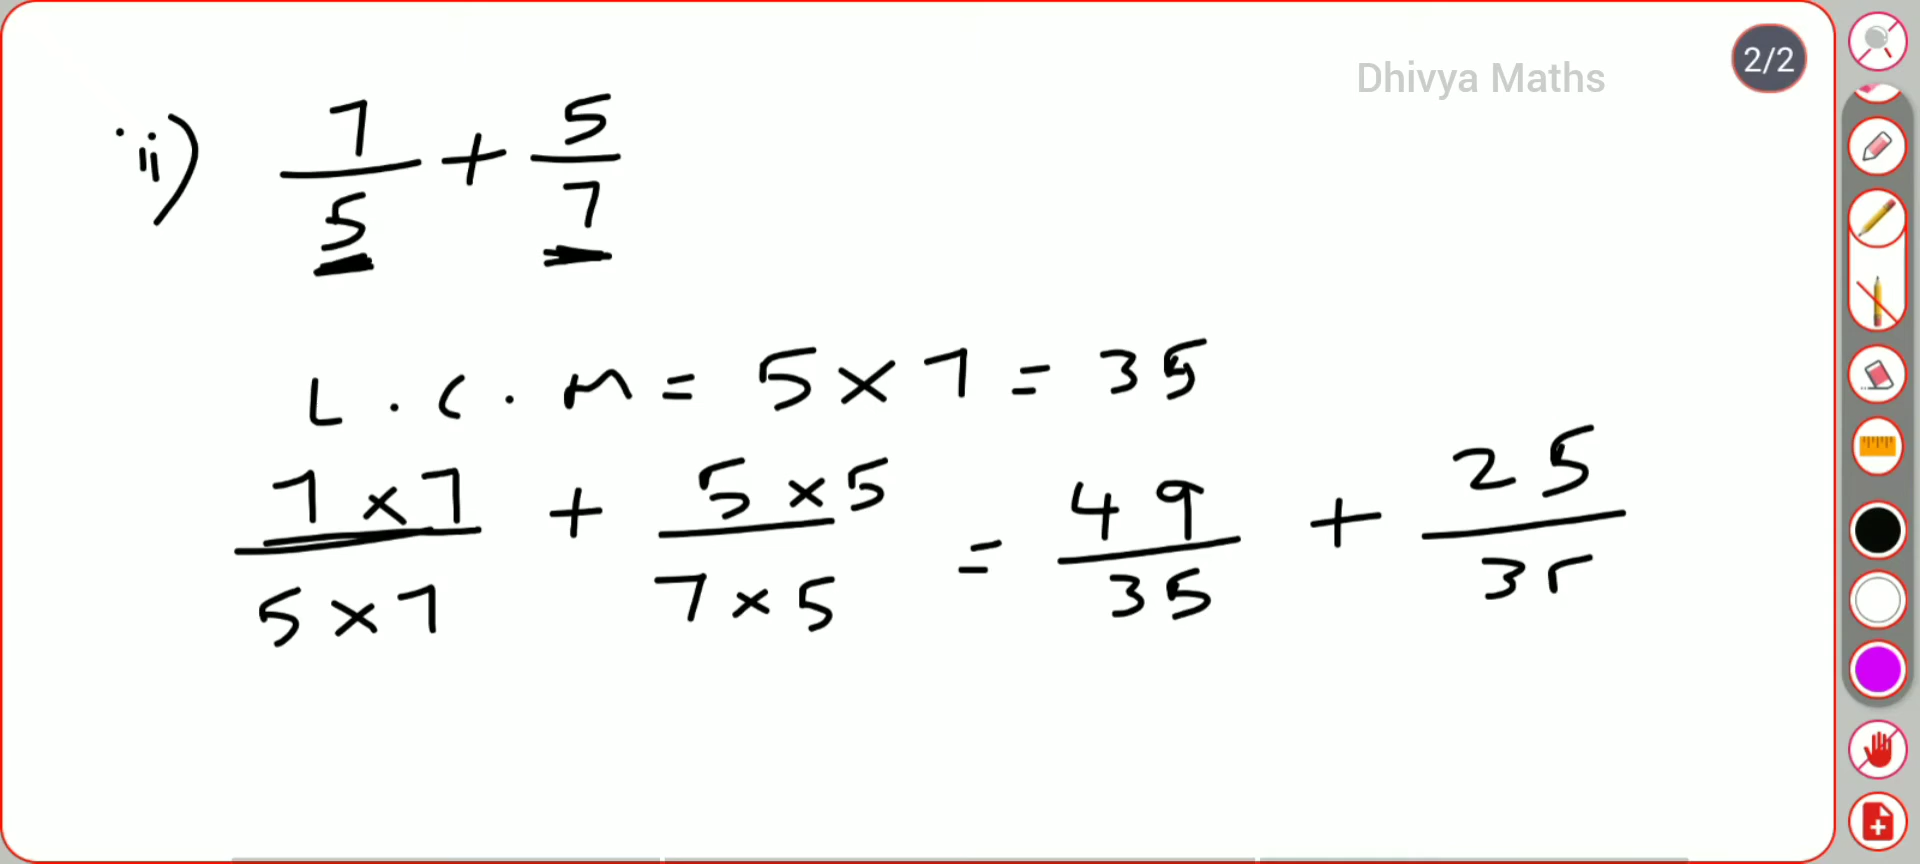 Dhivya Maths
2/2
ii) 7/5 + 5/7
L.C.M = 5 × 7 = 35
7 × 7 / 5 × 7 + 5 × 5 / 7 × 5 = 49/35 + 25/35